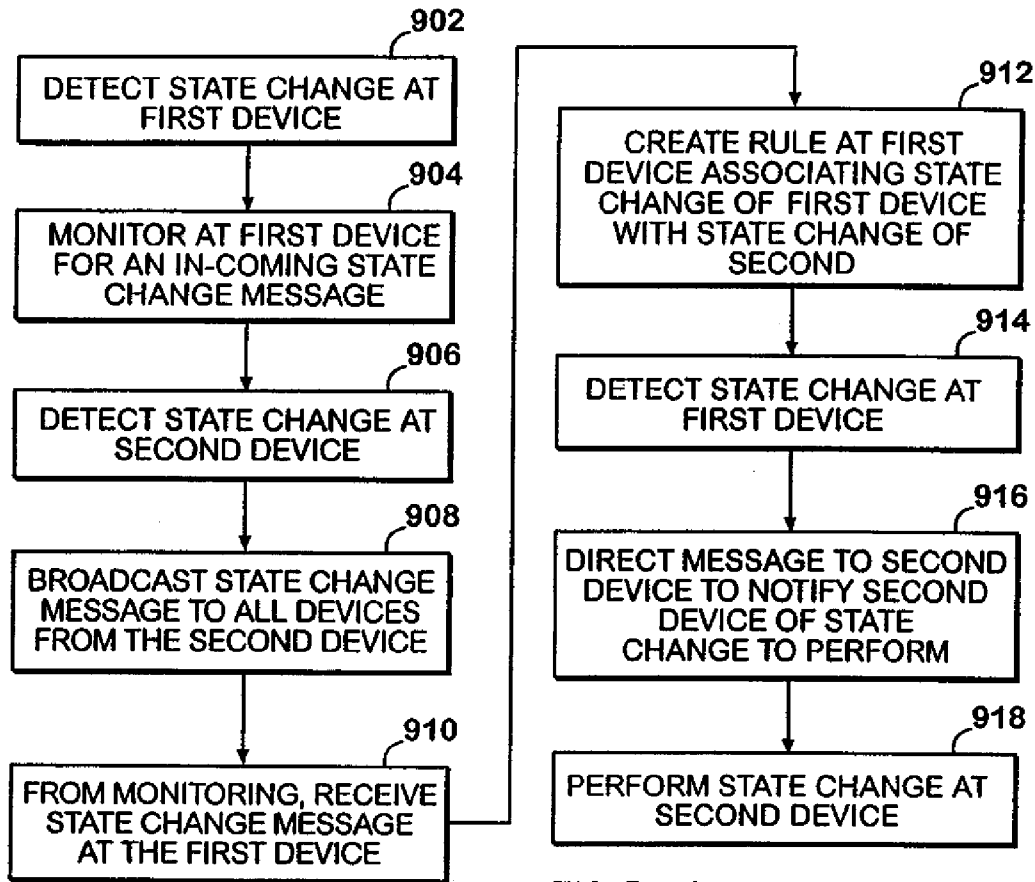 902
DETECT STATE CHANGE AT
FIRST DEVICE
904
MONITOR AT FIRST DEVICE
FOR AN IN-COMING STATE
CHANGE MESSAGE
906
DETECT STATE CHANGE AT
SECOND DEVICE
908
BROADCAST STATE CHANGE
MESSAGE TO ALL DEVICES
FROM THE SECOND DEVICE
910
FROM MONITORING, RECEIVE
STATE CHANGE MESSAGE
AT THE FIRST DEVICE
912
CREATE RULE AT FIRST
DEVICE ASSOCIATING STATE
CHANGE OF FIRST DEVICE
WITH STATE CHANGE OF
SECOND
914
DETECT STATE CHANGE AT
FIRST DEVICE
916
DIRECT MESSAGE TO SECOND
DEVICE TO NOTIFY SECOND
DEVICE OF STATE
CHANGE TO PERFORM
918
PERFORM STATE CHANGE AT
SECOND DEVICE